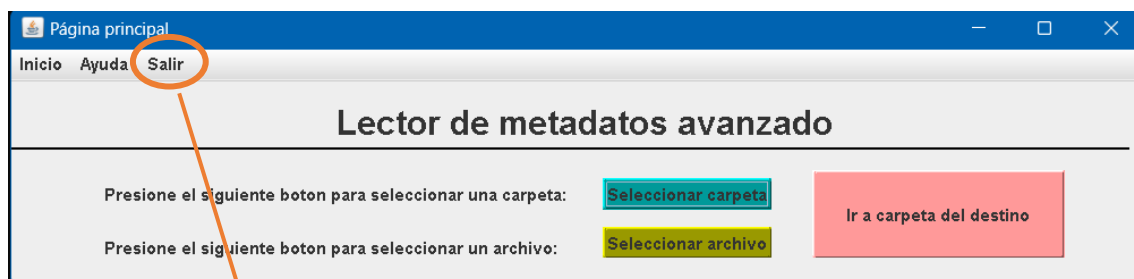 Página principal
Inicio Ayuda Salir
Lector de metadatos avanzado
Presione el siguiente boton para seleccionar una carpeta: Seleccionar carpeta
Ir a carpeta del destino
Presione el siguiente boton para seleccionar un archivo: Seleccionar archivo